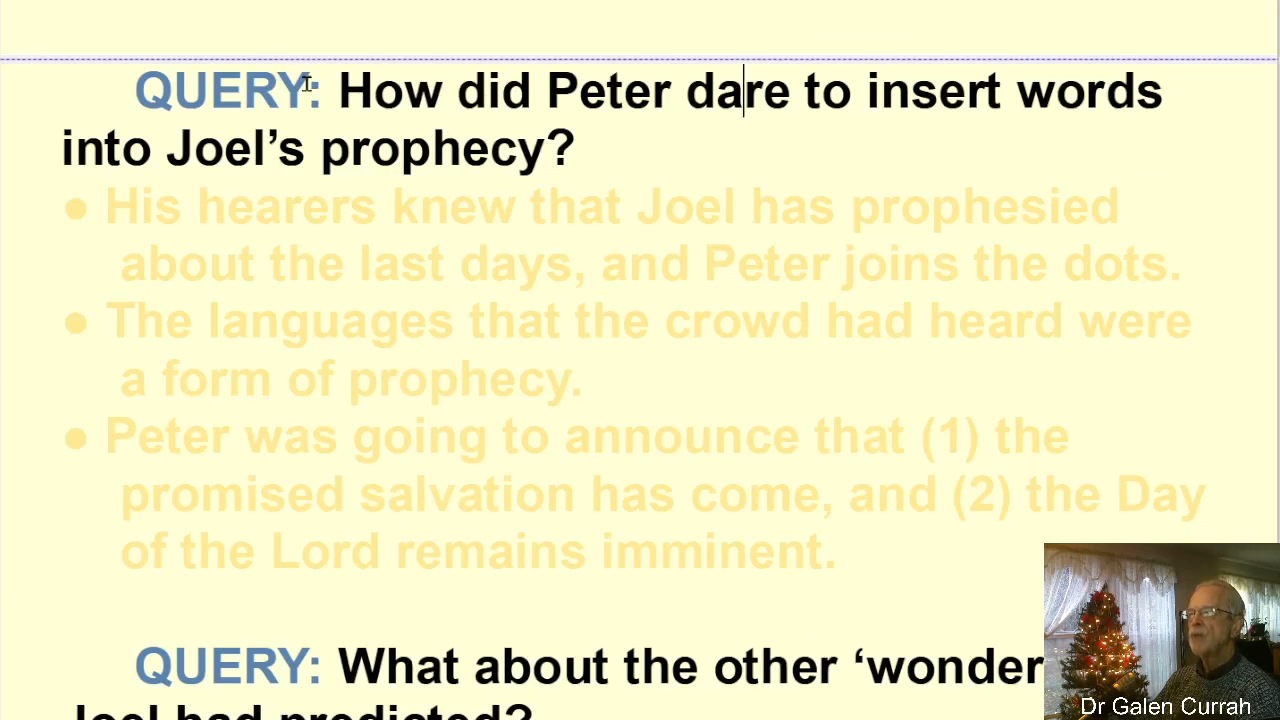 QUERY: How did Peter dare to insert words
into Joel’s prophecy?
● His hearers knew that Joel has prophesied
about the last days, and Peter joins the dots.
● The languages that the crowd had heard were
a form of prophecy.
● Peter was going to announce that (1) the
promised salvation has come, and (2) the Day
of the Lord remains imminent.
QUERY: What about the other ‘wonder
Joel had predicted?
Dr Galen Currah